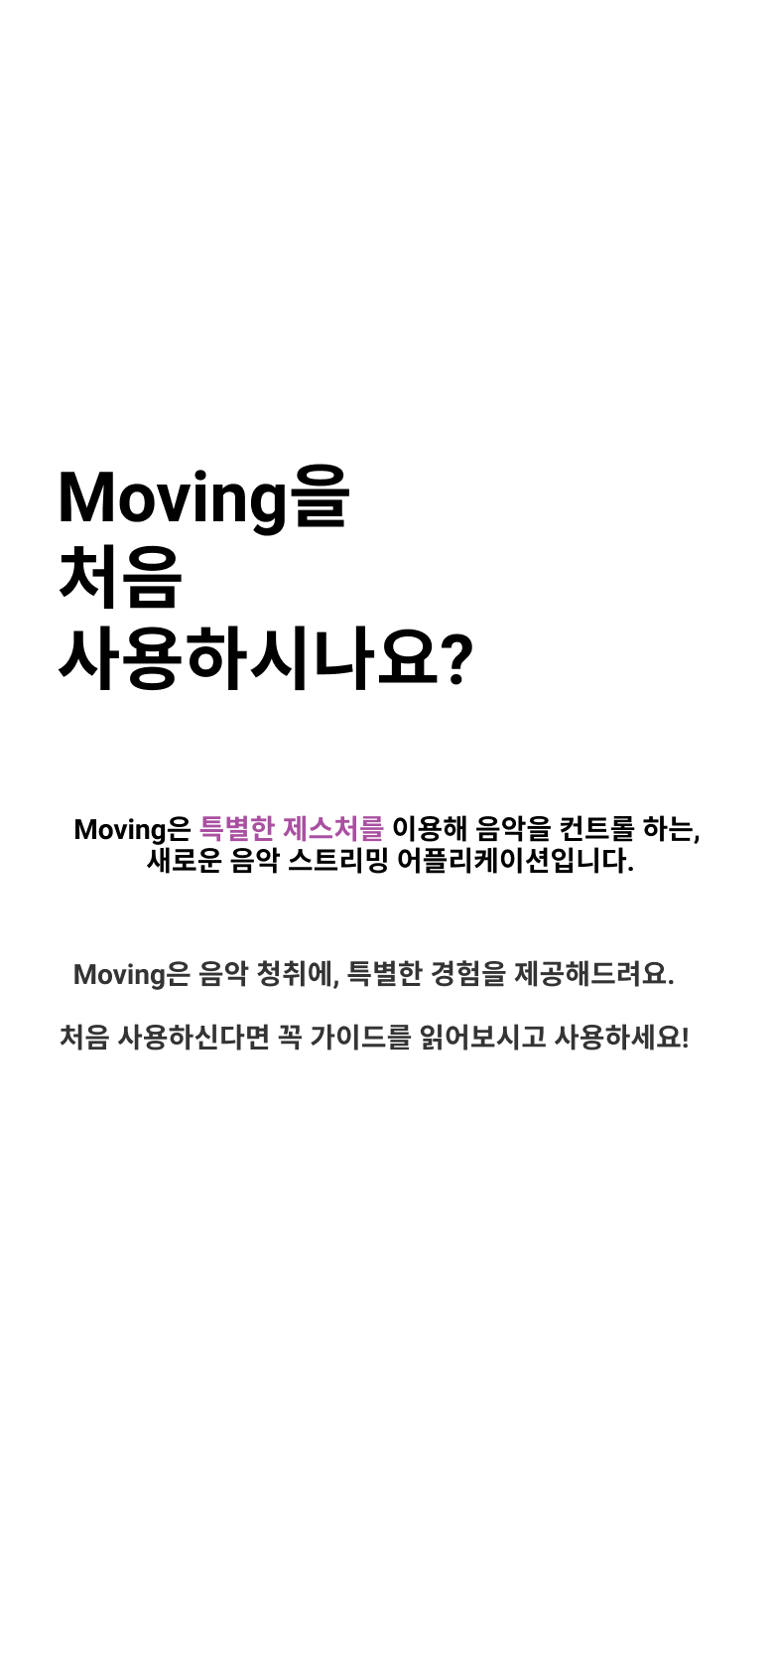 Moving을
처음
사용하시나요?
Moving은 특별한 제스처를 이용해 음악을 컨트롤 하는,
새로운 음악 스트리밍 어플리케이션입니다.
Moving은 음악 청취에, 특별한 경험을 제공해드려요.
처음 사용하신다면 꼭 가이드를 읽어보시고 사용하세요!